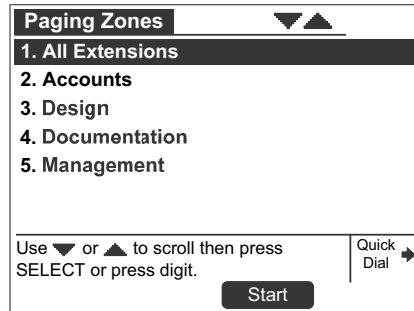 Paging Zones
1. All Extensions
2. Accounts
3. Design
4. Documentation
5. Management
Use ▼ or ▲ to scroll then press
SELECT or press digit.
Quick
Dial
Start